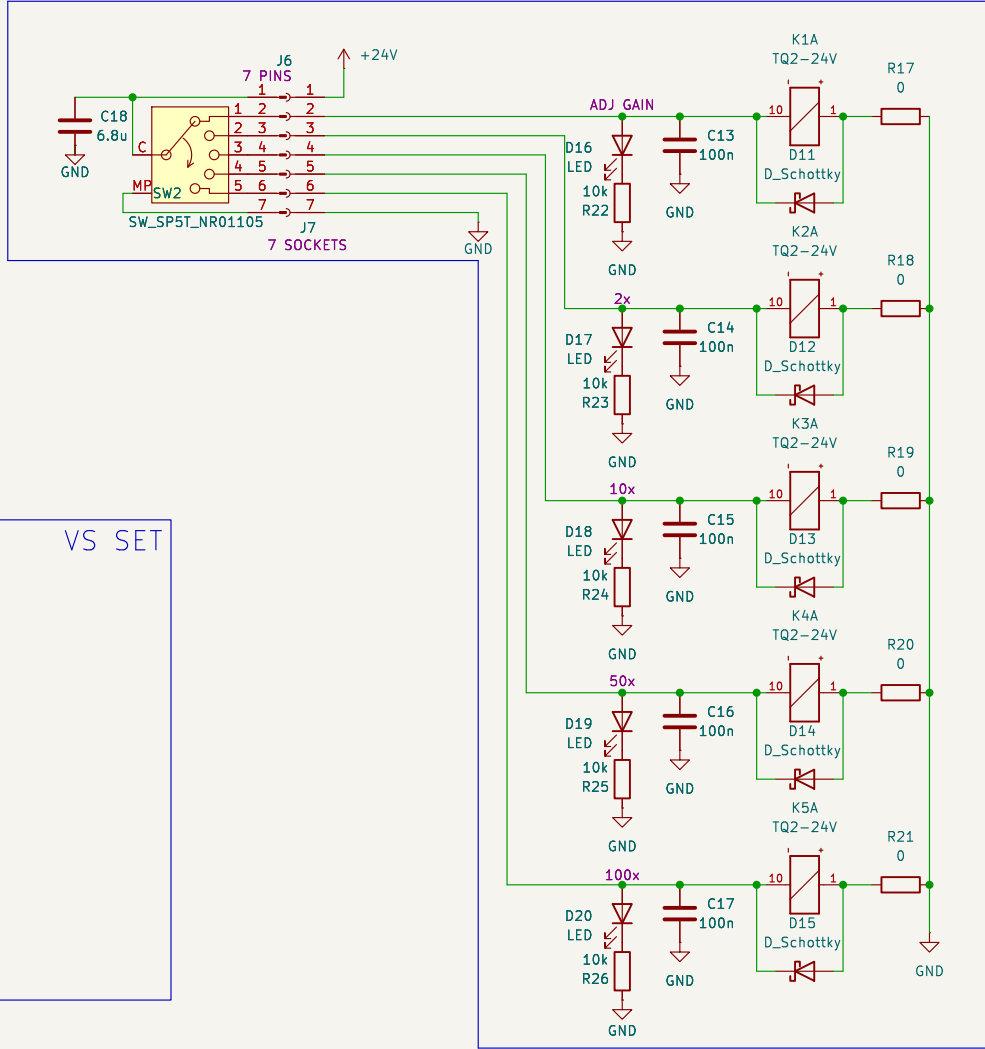 J6
7 PINS
+24V
1 1
C18
6.8u
GND
C
MP
SW2
SW_SP5T_NR01105
1 2 2
2 3 3
3 4 4
4 5 5
5 6 6
7 7
J7
7 SOCKETS
GND
ADJ GAIN
D16
LED
10k
R22
GND
C13
100n
GND
K1A
TQ2-24V
- +
10 1
D11
D_Schottky
R17
0
2x
D17
LED
10k
R23
GND
C14
100n
GND
K2A
TQ2-24V
- +
10 1
D12
D_Schottky
R18
0
10x
D18
LED
10k
R24
GND
C15
100n
GND
K3A
TQ2-24V
- +
10 1
D13
D_Schottky
R19
0
VS SET
50x
D19
LED
10k
R25
GND
C16
100n
GND
K4A
TQ2-24V
- +
10 1
D14
D_Schottky
R20
0
100x
D20
LED
10k
R26
GND
C17
100n
GND
K5A
TQ2-24V
- +
10 1
D15
D_Schottky
R21
0
GND